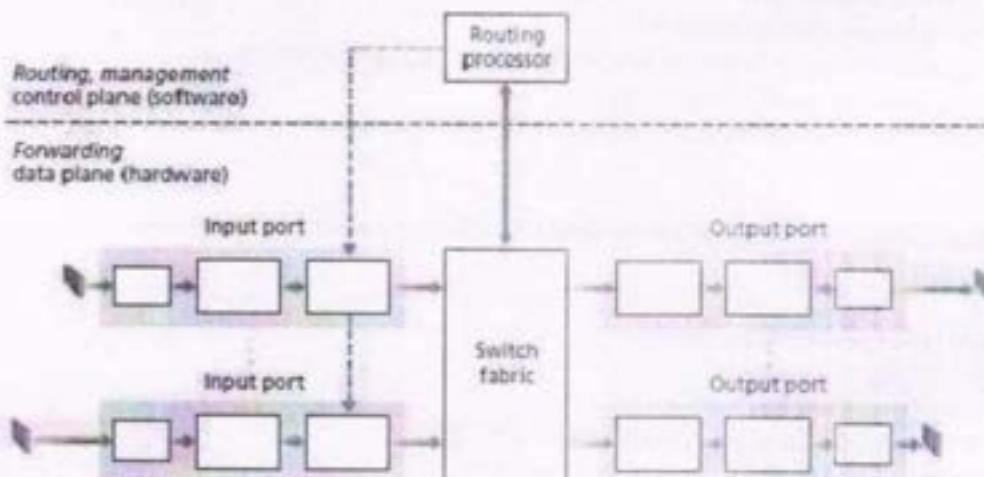 Routing
processor
Routing, management
control plane (software)
Forwarding
data plane (hardware)
Input port
Output port
Switch
fabric
Input port
Output port